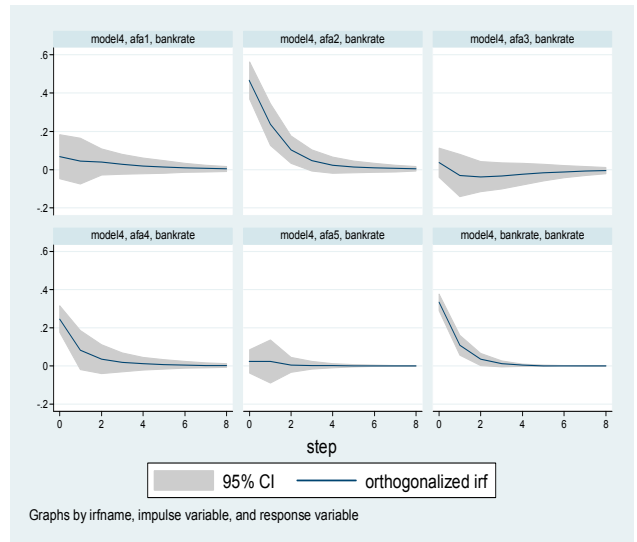 model4, afa1, bankrate
model4, afa2, bankrate
model4, afa3, bankrate
.6
.4
.2
0
-.2
model4, afa4, bankrate
model4, afa5, bankrate
model4, bankrate, bankrate
.6
.4
.2
0
-.2
0 2 4 6 8
0 2 4 6 8
0 2 4 6 8
step
95% CI
orthogonalized irf
Graphs by irfname, impulse variable, and response variable